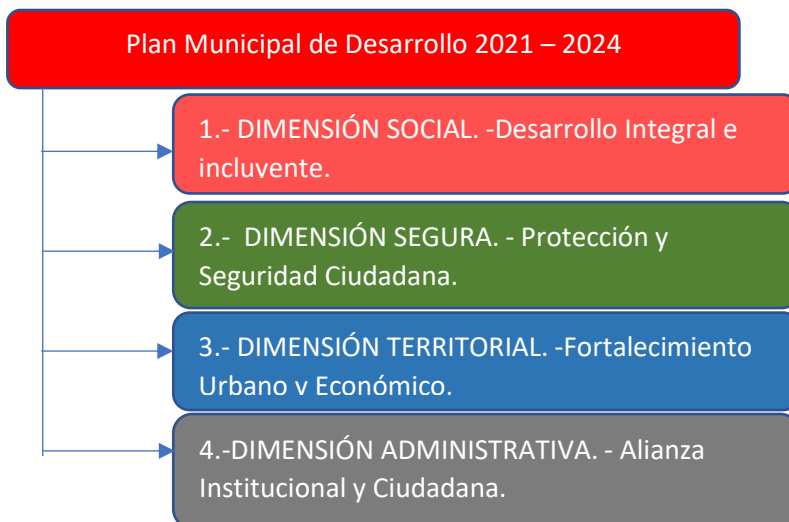 Plan Municipal de Desarrollo 2021 – 2024
1.- DIMENSIÓN SOCIAL. -Desarrollo Integral e
incluvente.
2.-  DIMENSIÓN SEGURA. - Protección y
Seguridad Ciudadana.
3.- DIMENSIÓN TERRITORIAL. -Fortalecimiento
Urbano v Económico.
4.-DIMENSIÓN ADMINISTRATIVA. - Alianza
Institucional y Ciudadana.